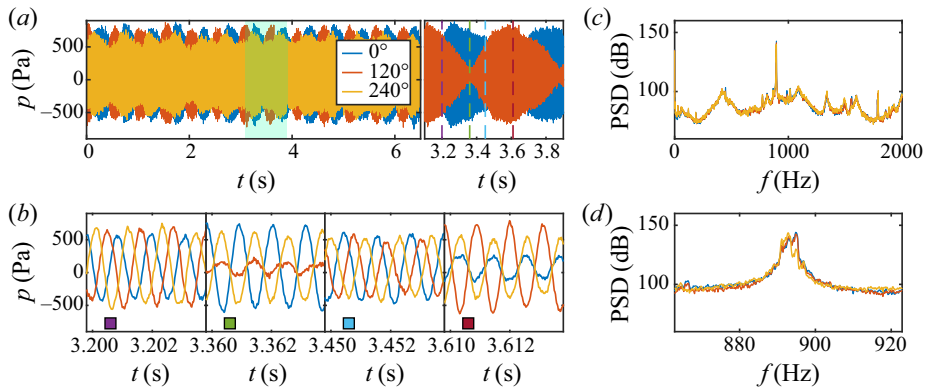 (a)
p (Pa)
500
0
−500
0 2 4 6
t (s)
0°
120°
240°
3.2 3.4 3.6 3.8
t (s)
(c)
PSD (dB)
150
100
0 1000 2000
f (Hz)
(b)
p (Pa)
500
0
−500
3.200 3.202
t (s)
3.360 3.362
t (s)
3.450 3.452
t (s)
3.610 3.612
t (s)
(d)
PSD (dB)
150
100
880 900 920
f (Hz)